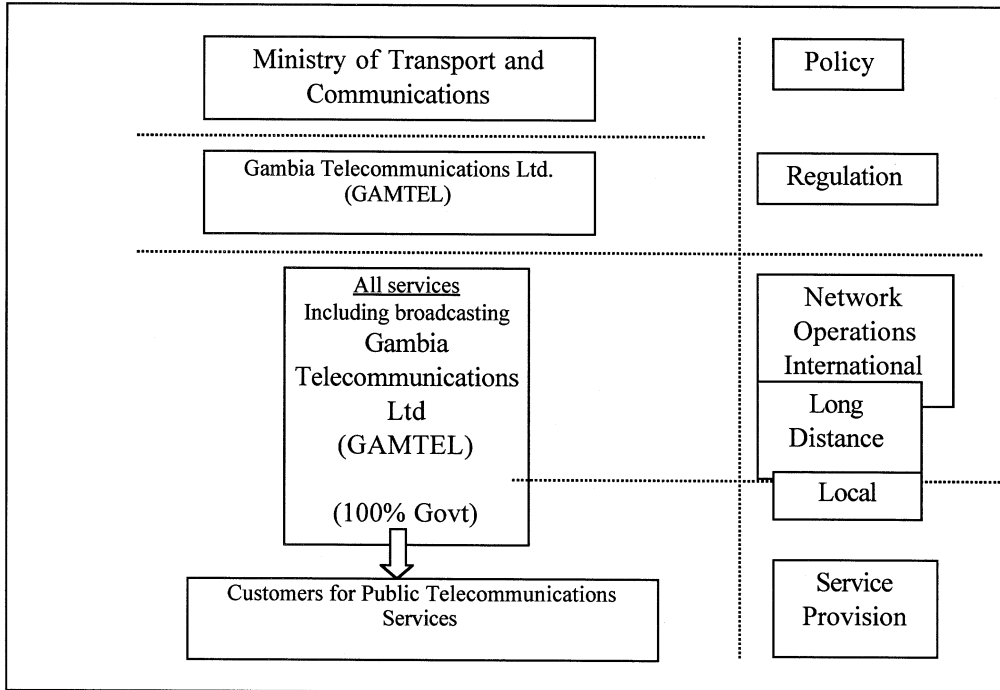 Ministry of Transport and
Communications
Policy
Gambia Telecommunications Ltd.
(GAMTEL)
Regulation
All services
Including broadcasting
Gambia
Telecommunications
Ltd
(GAMTEL)
(100% Govt)
Network
Operations
International
Long
Distance
Local
Customers for Public Telecommunications
Services
Service
Provision